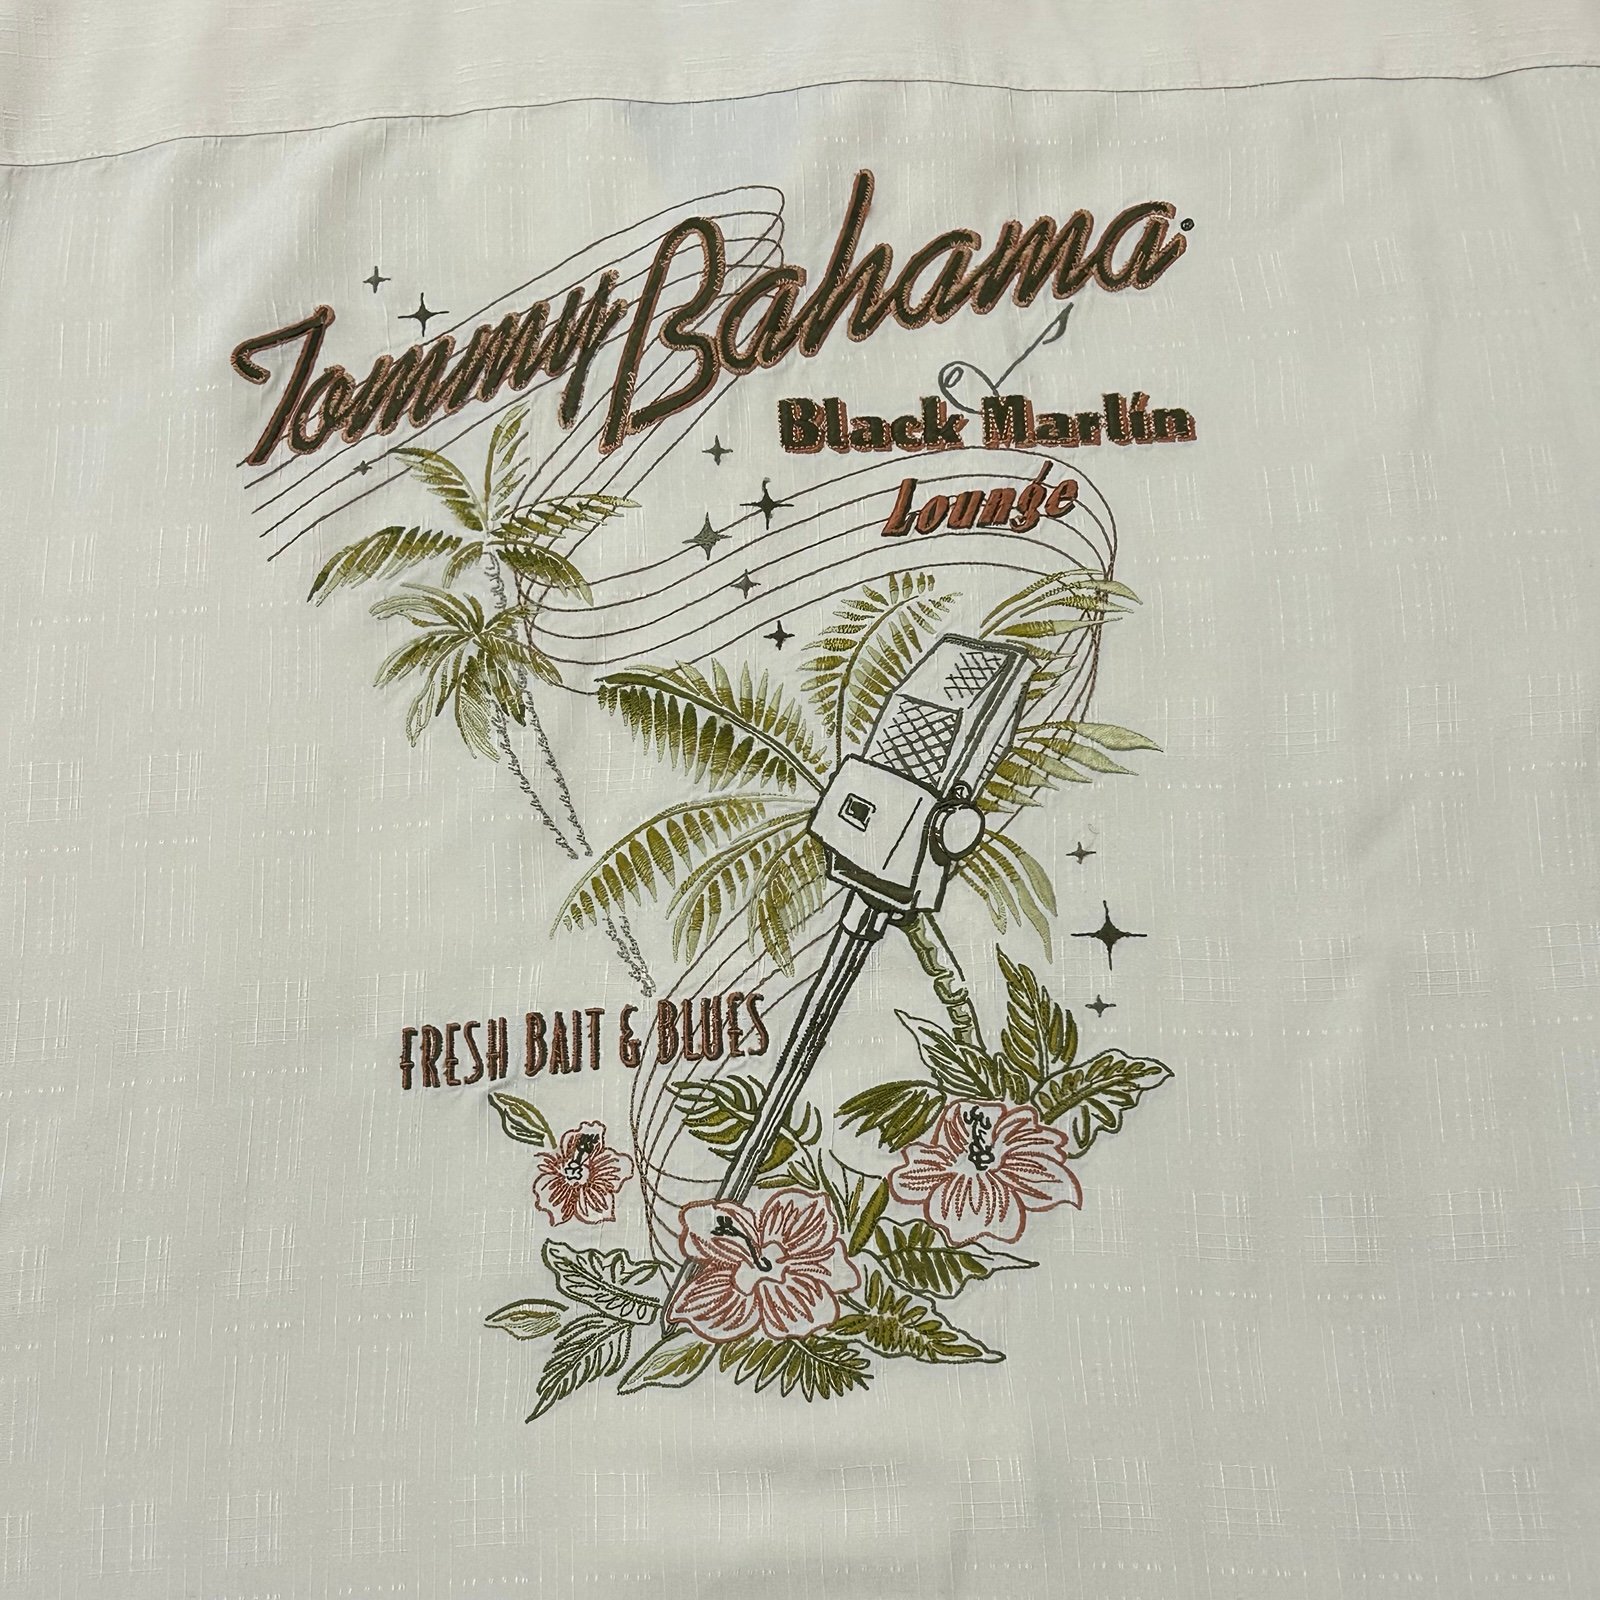 Tommy Bahama®
Black Marlin
Lounge
FRESH BAIT & BLUES